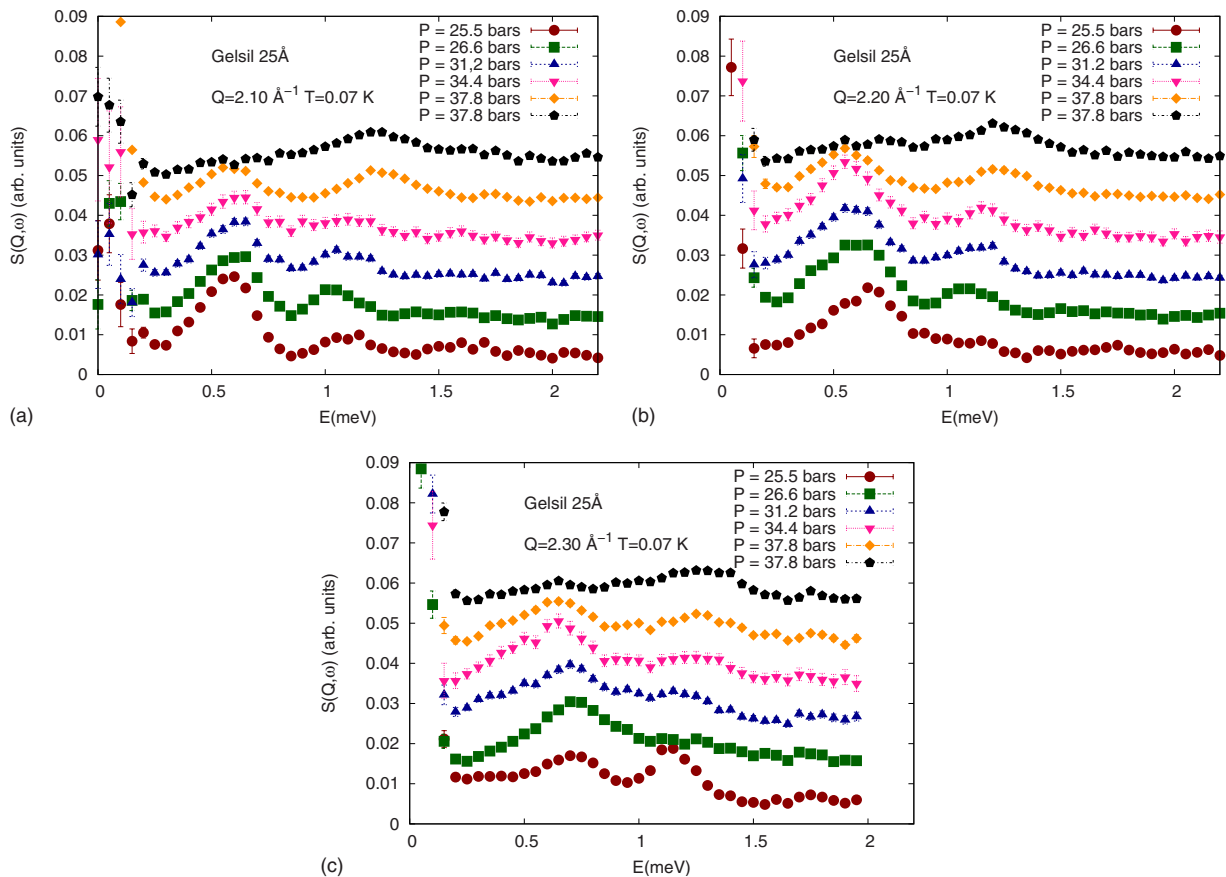 0.09
0.08
0.07
0.06
0.05
0.04
0.03
0.02
0.01
0
S(Q,ω) (arb. units)
Gelsil 25Å
Q=2.10 Å⁻¹ T=0.07 K
P = 25.5 bars
P = 26.6 bars
P = 31,2 bars
P = 34.4 bars
P = 37.8 bars
P = 37.8 bars
0 0.5 1 1.5 2
E(meV)
(a)
0.09
0.08
0.07
0.06
0.05
0.04
0.03
0.02
0.01
0
S(Q,ω) (arb. units)
Gelsil 25Å
Q=2.20 Å⁻¹ T=0.07 K
P = 25.5 bars
P = 26.6 bars
P = 31.2 bars
P = 34.4 bars
P = 37.8 bars
P = 37.8 bars
0 0.5 1 1.5 2
E(meV)
(b)
0.09
0.08
0.07
0.06
0.05
0.04
0.03
0.02
0.01
0
S(Q,ω) (arb. units)
Gelsil 25Å
Q=2.30 Å⁻¹ T=0.07 K
P = 25.5 bars
P = 26.6 bars
P = 31.2 bars
P = 34.4 bars
P = 37.8 bars
P = 37.8 bars
0 0.5 1 1.5 2
E(meV)
(c)